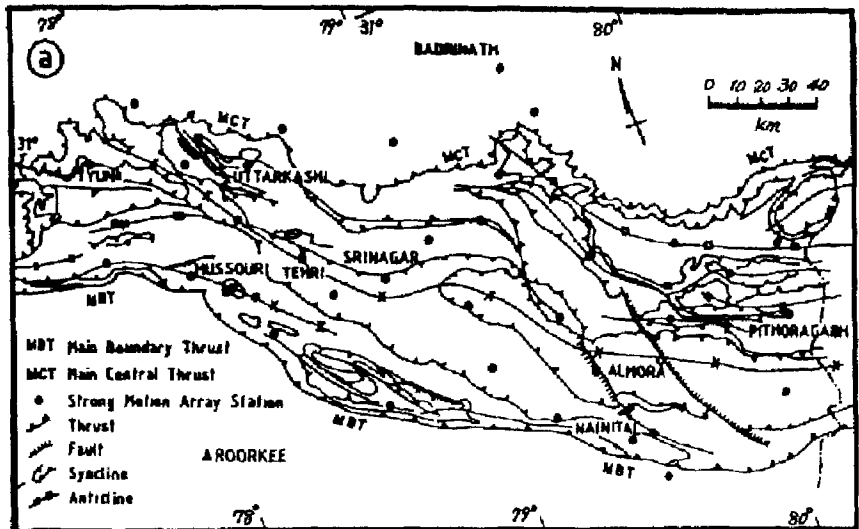 78°
79° 31°
80°
a
BADRINATH
N
0 10 20 30 40
km
MCT
MCT
MCT
31°
UTTARKASHI
SRINAGAR
MUSSOORI
TEHRI
MBT
PITHORAGARH
ALMORA
NAINITAL
MBT
MBT
MBT Main Boundary Thrust
MCT Main Central Thrust
Strong Motion Array Station
Thrust
Fault
Syncline
Anticline
ROORKEE
78°
79°
80°